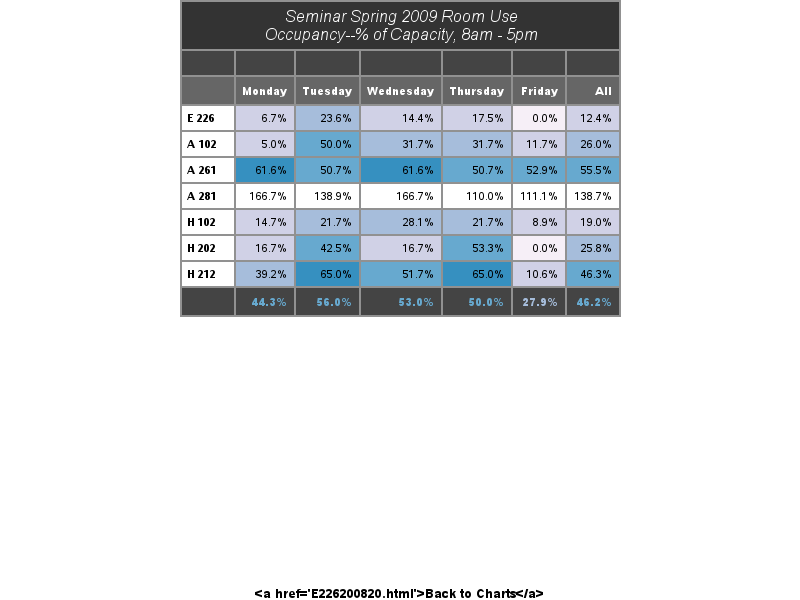 Seminar Spring 2009 Room Use
Occupancy--% of Capacity, 8am - 5pm
Monday Tuesday Wednesday Thursday Friday All
E 226 6.7% 23.6% 14.4% 17.5% 0.0% 12.4%
A 102 5.0% 50.0% 31.7% 31.7% 11.7% 26.0%
A 261 61.6% 50.7% 61.6% 50.7% 52.9% 55.5%
A 281 166.7% 138.9% 166.7% 110.0% 111.1% 138.7%
H 102 14.7% 21.7% 28.1% 21.7% 8.9% 19.0%
H 202 16.7% 42.5% 16.7% 53.3% 0.0% 25.8%
H 212 39.2% 65.0% 51.7% 65.0% 10.6% 46.3%
44.3% 56.0% 53.0% 50.0% 27.9% 46.2%
<a href='E226200820.html'>Back to Charts</a>